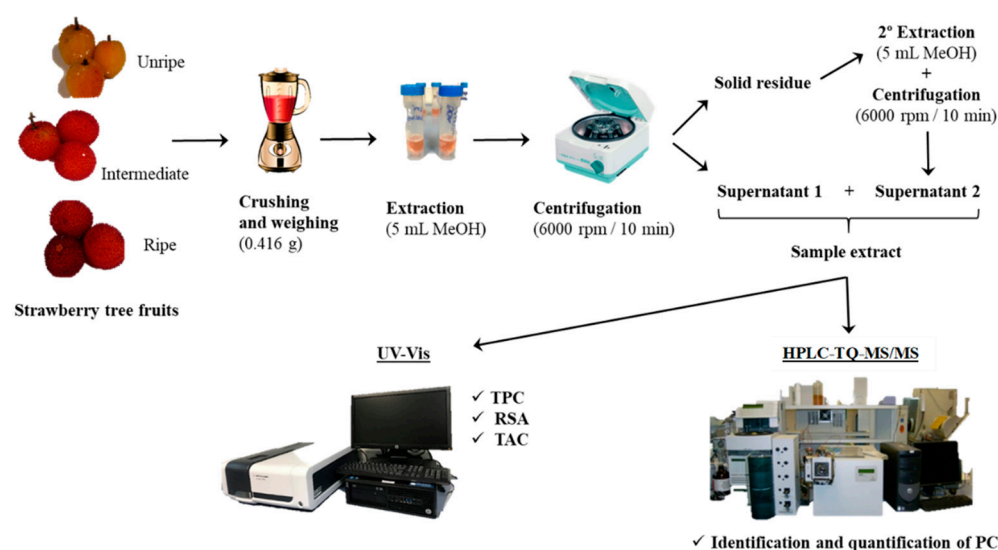 Unripe
Intermediate
Ripe
Strawberry tree fruits
Crushing
and weighing
(0.416 g)
Extraction
(5 mL MeOH)
Centrifugation
(6000 rpm / 10 min)
Solid residue
2º Extraction
(5 mL MeOH)
+
Centrifugation
(6000 rpm / 10 min)
Supernatant 1 + Supernatant 2
Sample extract
UV-Vis
✓ TPC
✓ RSA
✓ TAC
HPLC-TQ-MS/MS
✓ Identification and quantification of PC